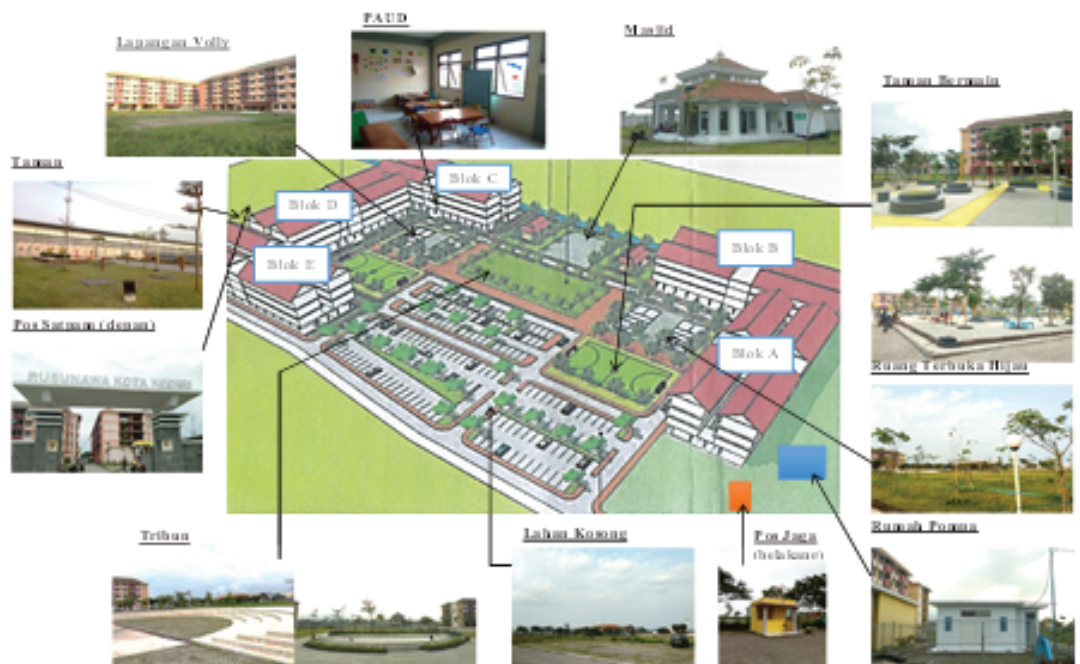 PAUD
Lapangan Volly
Masjid
Taman Bermain
Taman
Blok C
Blok D
Blok B
Blok E
Pos Satpam (depan)
Blok A
RUSUNAWA KOTA
Ruang Terbuka Hijau
Tribun
Lahan Kosong
Pos Jaga
(belakang)
Rumah Pompa